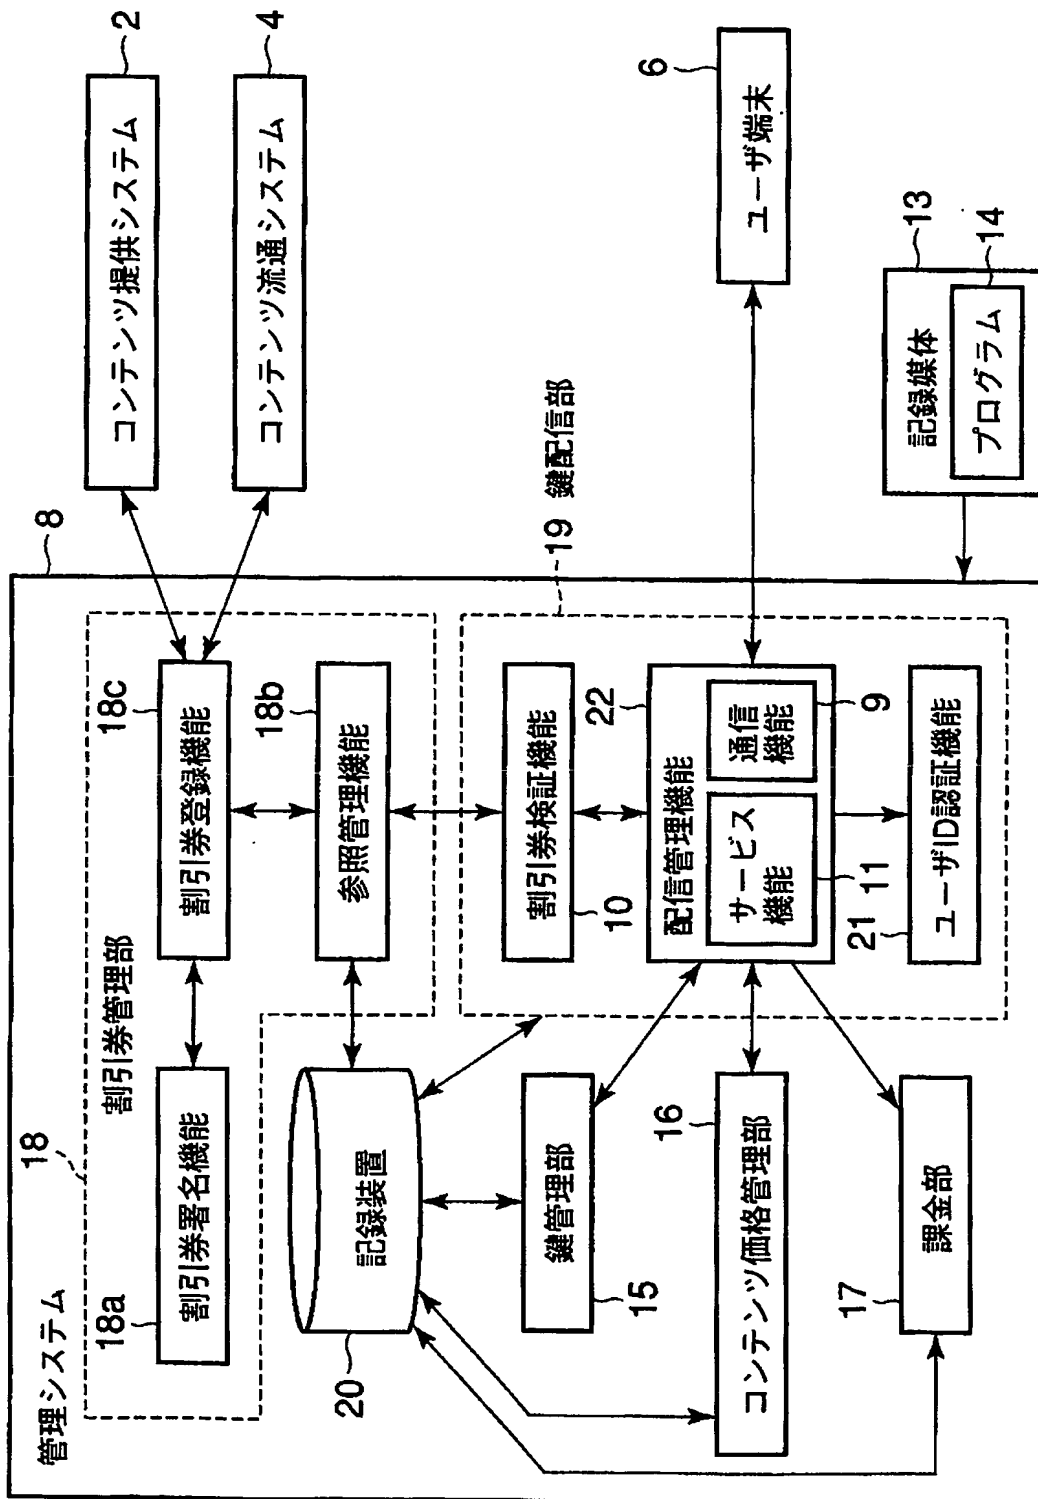 管理システム
8
18
割引券管理部
18a
割引券署名機能
18c
割引券登録機能
18b
参照管理機能
コンテンツ提供システム
2
コンテンツ流通システム
4
20
記録装置
19 鍵配信部
割引券検証機能
10
22
配信管理機能
サービス
機能
11
通信
機能
9
21
ユーザID認証機能
ユーザ端末
6
15
鍵管理部
16
コンテンツ価格管理部
17
課金部
13
記録媒体
14
プログラム